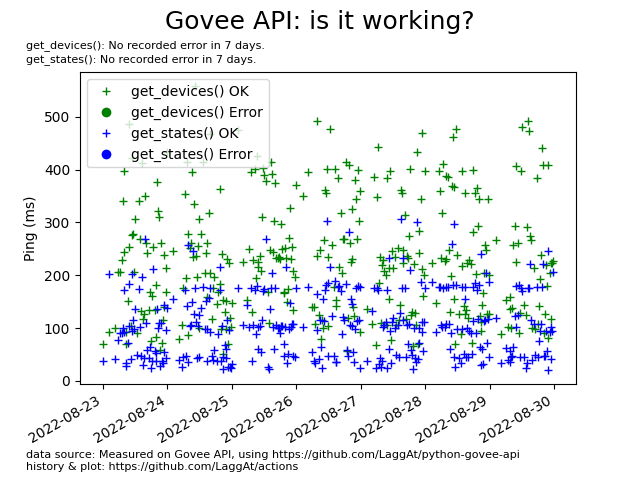 Govee API: is it working?
get_devices(): No recorded error in 7 days.
get_states(): No recorded error in 7 days.
get_devices() OK
get_devices() Error
get_states() OK
get_states() Error
Ping (ms)
500
400
300
200
100
0
2022-08-23
2022-08-24
2022-08-25
2022-08-26
2022-08-27
2022-08-28
2022-08-29
2022-08-30
data source: Measured on Govee API, using https://github.com/LaggAt/python-govee-api
history & plot: https://github.com/LaggAt/actions